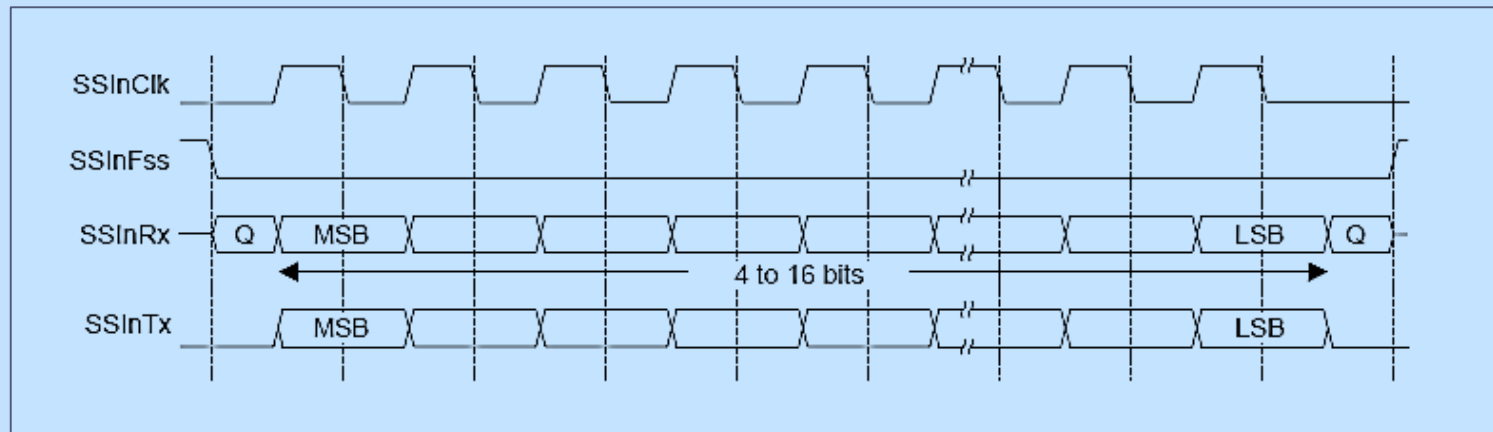 SSInClk
SSInFss
SSInRx Q MSB LSB Q
4 to 16 bits
SSInTx MSB LSB